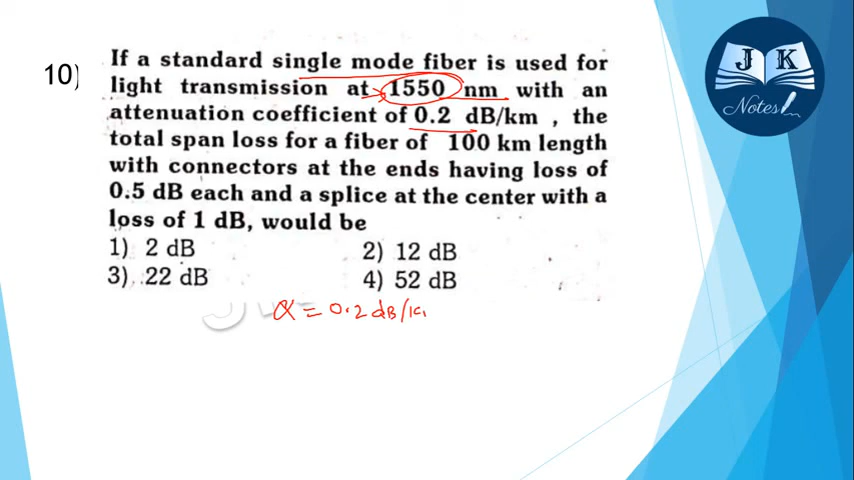 10)
If a standard single mode fiber is used for
light transmission at 1550 nm with an
attenuation coefficient of 0.2 dB/km , the
total span loss for a fiber of 100 km length
with connectors at the ends having loss of
0.5 dB each and a splice at the center with a
loss of 1 dB, would be
1) 2 dB 2) 12 dB
3) 22 dB 4) 52 dB
α = 0.2 dB/K
J K
Notes